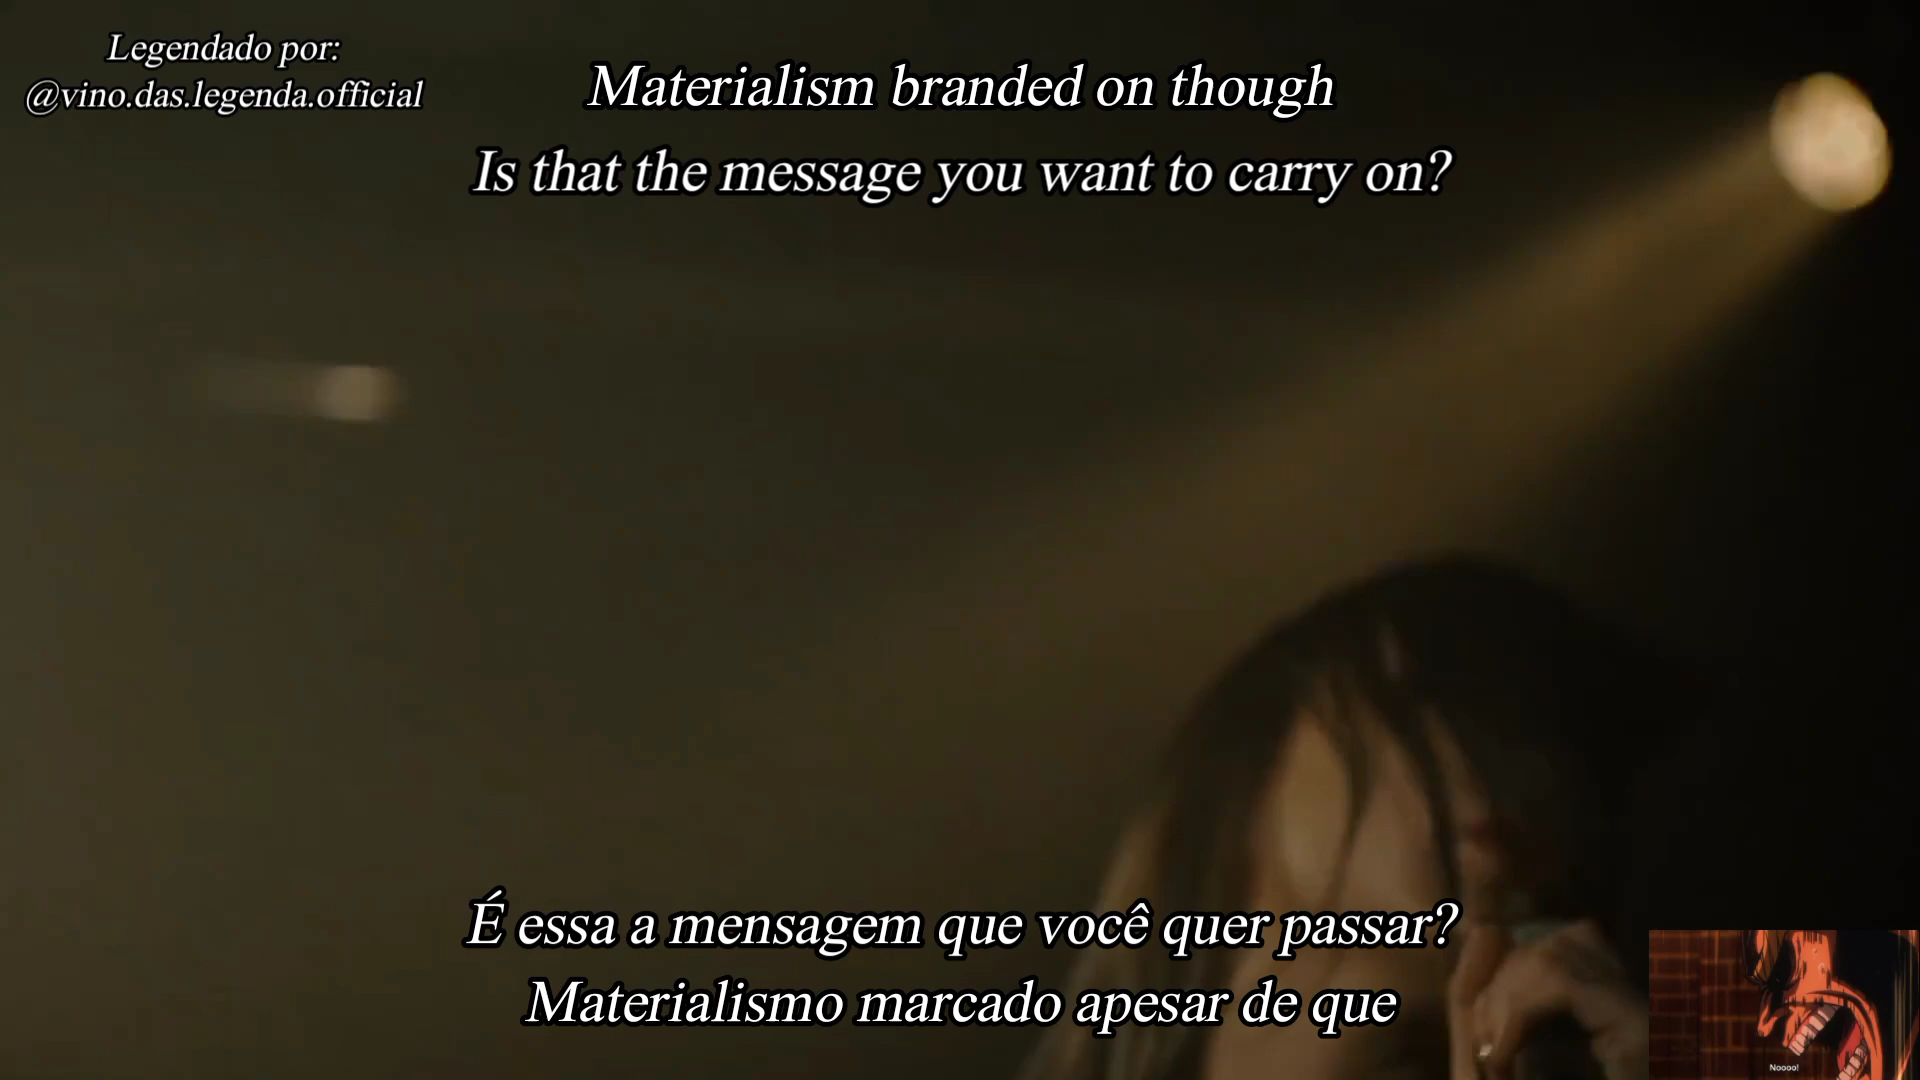 Legendado por:
@vino.das.legenda.official
Materialism branded on though
Is that the message you want to carry on?
É essa a mensagem que você quer passar?
Materialismo marcado apesar de que
Noooo!